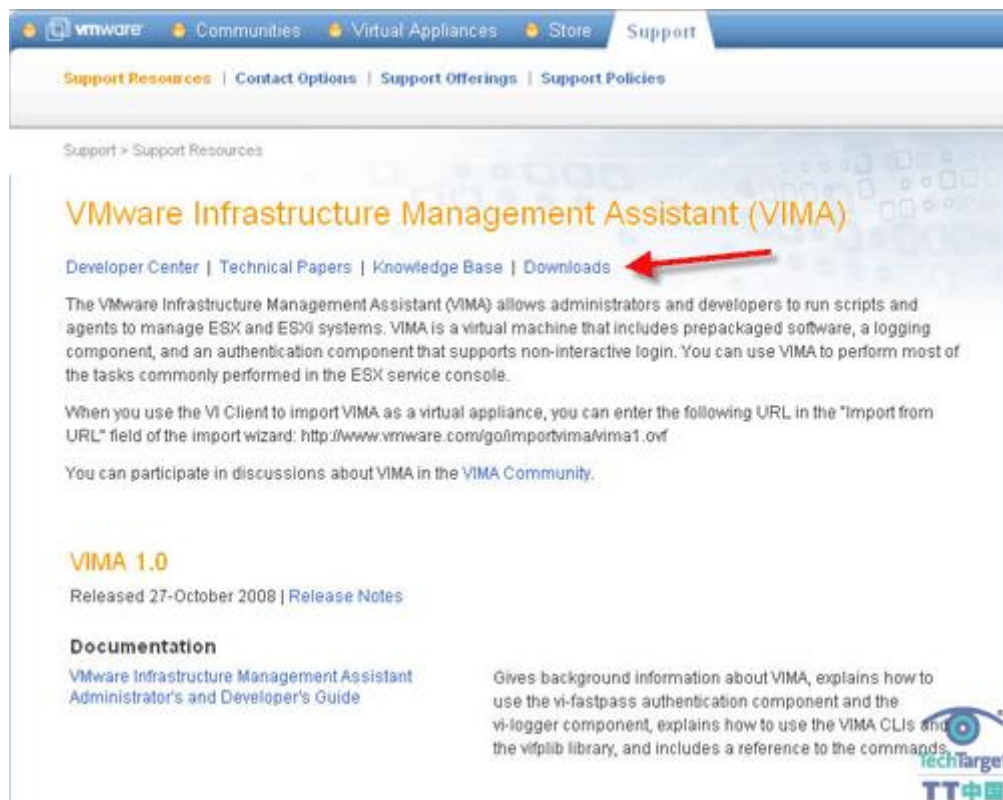 vmware Communities Virtual Appliances Store Support
Support Resources | Contact Options | Support Offerings | Support Policies
Support > Support Resources
VMware Infrastructure Management Assistant (VIMA)
Developer Center | Technical Papers | Knowledge Base | Downloads
The VMware Infrastructure Management Assistant (VIMA) allows administrators and developers to run scripts and
agents to manage ESX and ESXi systems. VIMA is a virtual machine that includes prepackaged software, a logging
component, and an authentication component that supports non-interactive login. You can use VIMA to perform most of
the tasks commonly performed in the ESX service console.
When you use the VI Client to import VIMA as a virtual appliance, you can enter the following URL in the "Import from
URL" field of the import wizard: http://www.vmware.com/go/importvima/vima1.ovf
You can participate in discussions about VIMA in the VIMA Community.
VIMA 1.0
Released 27-October 2008 | Release Notes
Documentation
VMware Infrastructure Management Assistant
Administrator's and Developer's Guide
Gives background information about VIMA, explains how to
use the vi-fastpass authentication component and the
vi-logger component, explains how to use the VIMA CLIs and
the vifplib library, and includes a reference to the commands.
TechTarget
TT中国